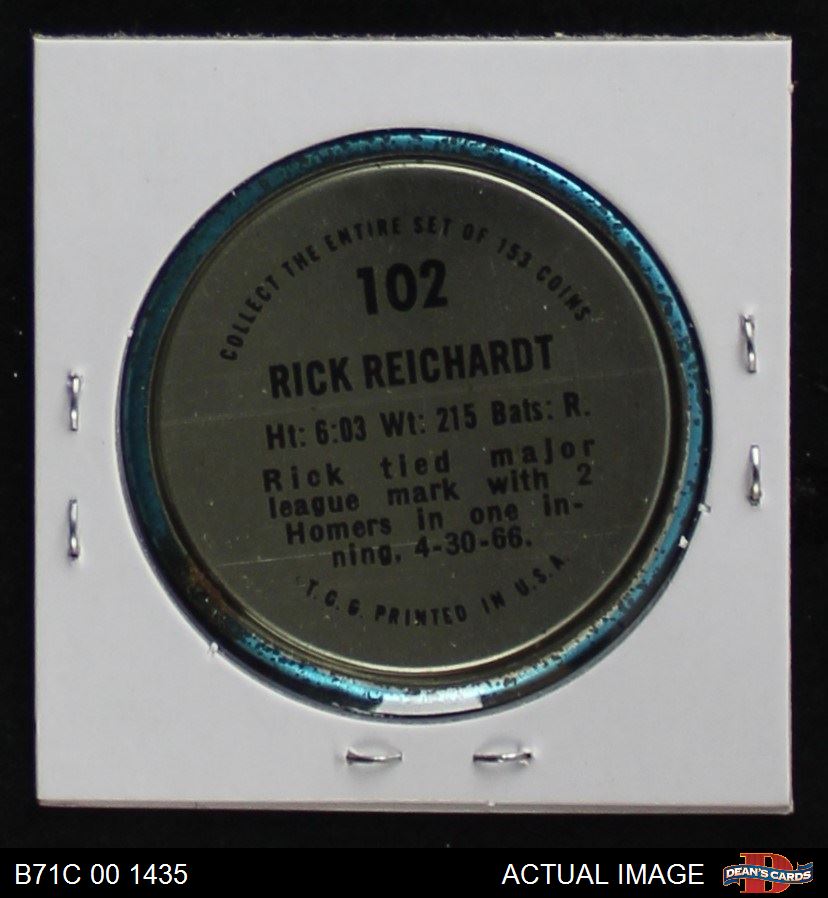 COLLECT THE ENTIRE SET OF 153 COINS
102
RICK REICHARDT
Ht: 6:03 Wt: 215 Bats: R.
Rick tied major
league mark with 2
Homers in one in-
ning, 4-30-66.
T.C.G. PRINTED IN U.S.A.
B71C 00 1435
ACTUAL IMAGE
D
DEAN'S CARDS